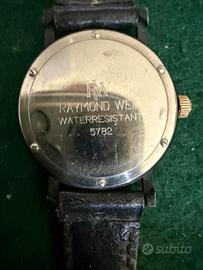 RW
RAYMOND WEIL
WATERRESISTANT
5782
subito